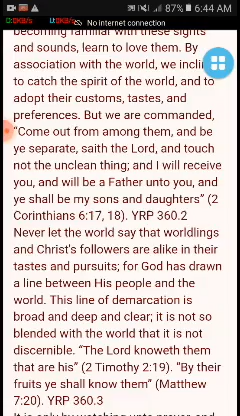 87% 6:44 AM
0:0KB/s U:0KB/s No internet connection
becoming familiar with these sights
and sounds, learn to love them. By
association with the world, we incli
to catch the spirit of the world, and to
adopt their customs, tastes, and
preferences. But we are commanded,
“Come out from among them, and be
ye separate, saith the Lord, and touch
not the unclean thing; and I will receive
you, and will be a Father unto you, and
ye shall be my sons and daughters” (2
Corinthians 6:17, 18). YRP 360.2
Never let the world say that worldlings
and Christ's followers are alike in their
tastes and pursuits; for God has drawn
a line between His people and the
world. This line of demarcation is
broad and deep and clear; it is not so
blended with the world that it is not
discernible. “The Lord knoweth them
that are his” (2 Timothy 2:19). “By their
fruits ye shall know them” (Matthew
7:20). YRP 360.3
It is only by watching unto prayer, and